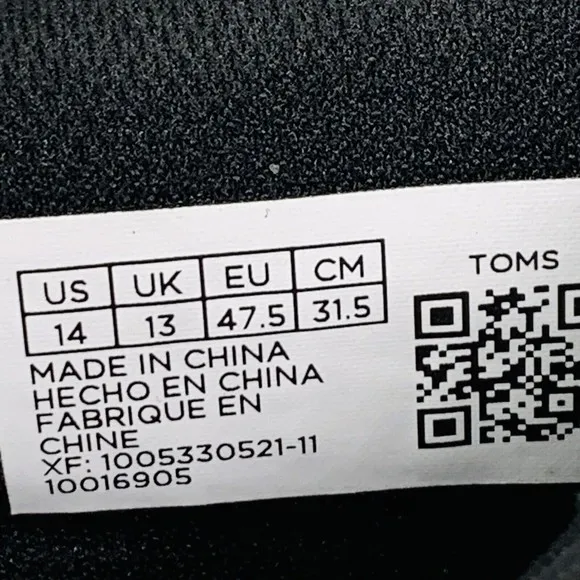 US UK EU CM
14 13 47.5 31.5
MADE IN CHINA
HECHO EN CHINA
FABRIQUE EN
CHINE
XF: 1005330521-11
10016905
TOMS